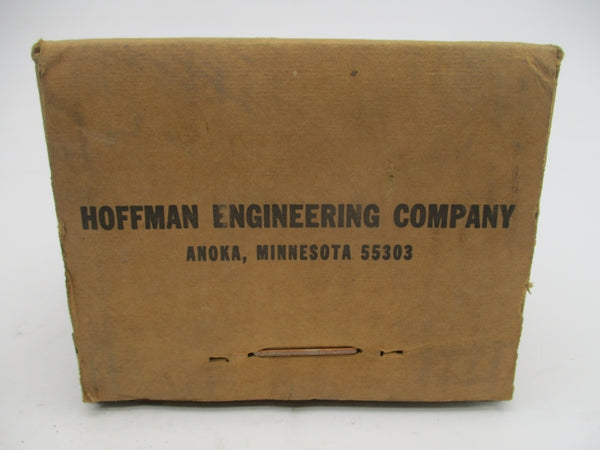 HOFFMAN ENGINEERING COMPANY
ANOKA, MINNESOTA 55303